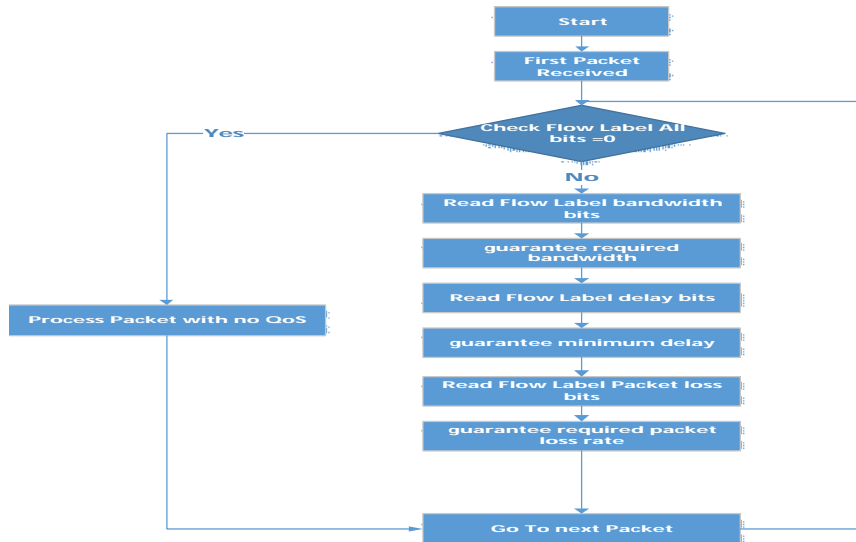 Start
First Packet
Received
Check Flow Label All
bits =0
Yes
No
Read Flow Label bandwidth
bits
guarantee required
bandwidth
Read Flow Label delay bits
Process Packet with no QoS
guarantee minimum delay
Read Flow Label Packet loss
bits
guarantee required packet
loss rate
Go To next Packet